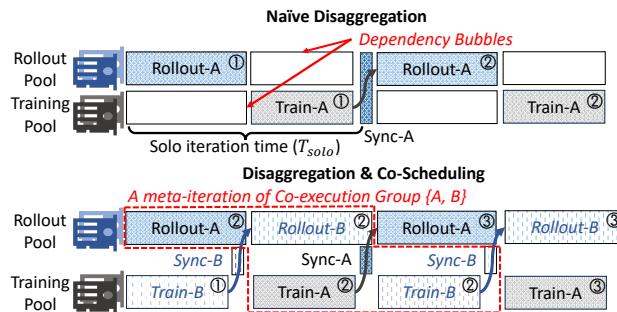 Naïve Disaggregation
Dependency Bubbles
Rollout Pool
Rollout-A ①
Rollout-A ②
Training Pool
Train-A ①
Train-A ②
Sync-A
Solo iteration time (T_solo)
Disaggregation & Co-Scheduling
A meta-iteration of Co-execution Group {A, B}
Rollout Pool
Rollout-A ②
Rollout-B ②
Rollout-A ③
Rollout-B ③
Sync-B
Sync-A
Sync-B
Training Pool
Train-B ①
Train-A ②
Train-B ②
Train-A ③